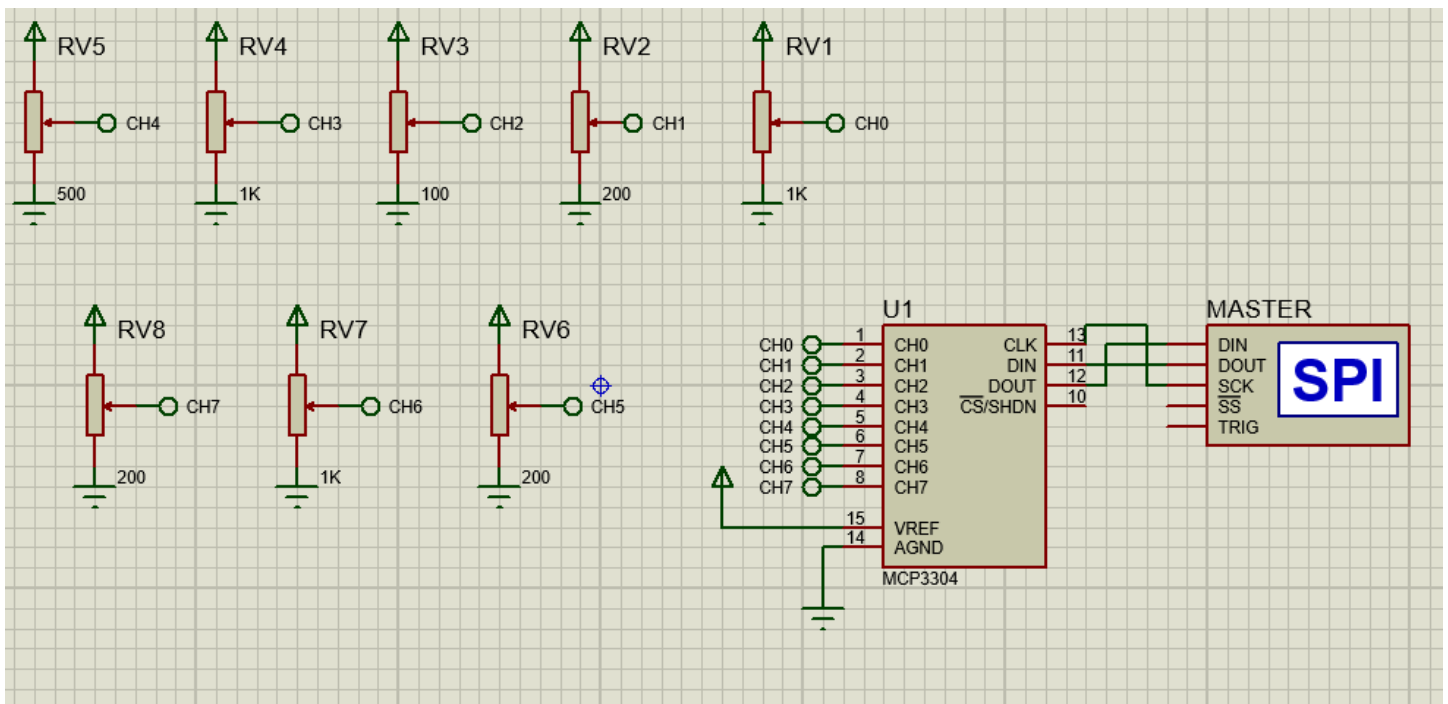 RV5
RV4
RV3
RV2
RV1
CH4
CH3
CH2
CH1
CH0
500
1K
100
200
1K
RV8
RV7
RV6
CH7
CH6
CH5
200
1K
200
U1
MASTER
CH0 1 CH0 CLK 13 DIN
CH1 2 CH1 DIN 11 DOUT
CH2 3 CH2 DOUT 12 SCK
CH3 4 CH3 CS/SHDN 10 SS
CH4 5 CH4 TRIG
CH5 6 CH5
CH6 7 CH6
CH7 8 CH7
SPI
15 VREF
14 AGND
MCP3304